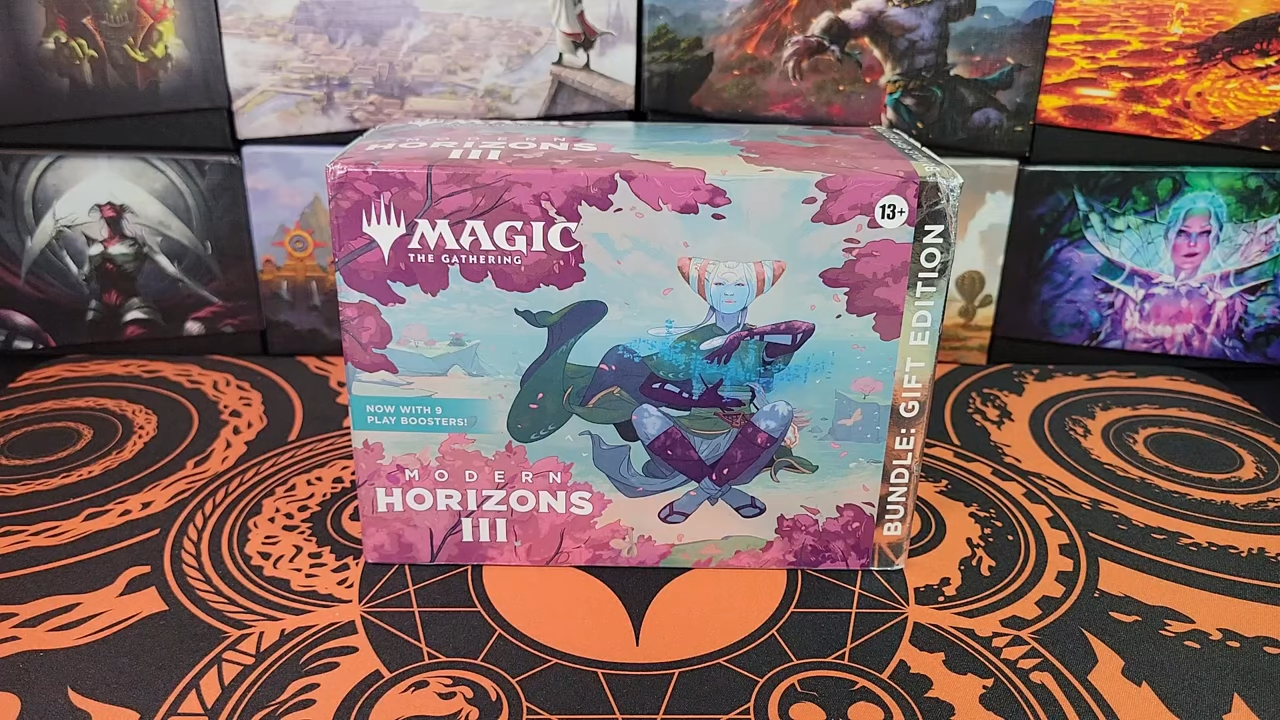 MODERN
HORIZONS
III
MAGIC
THE GATHERING
13+
NOW WITH 9
PLAY BOOSTERS!
MODERN
HORIZONS
III
BUNDLE: GIFT EDITION